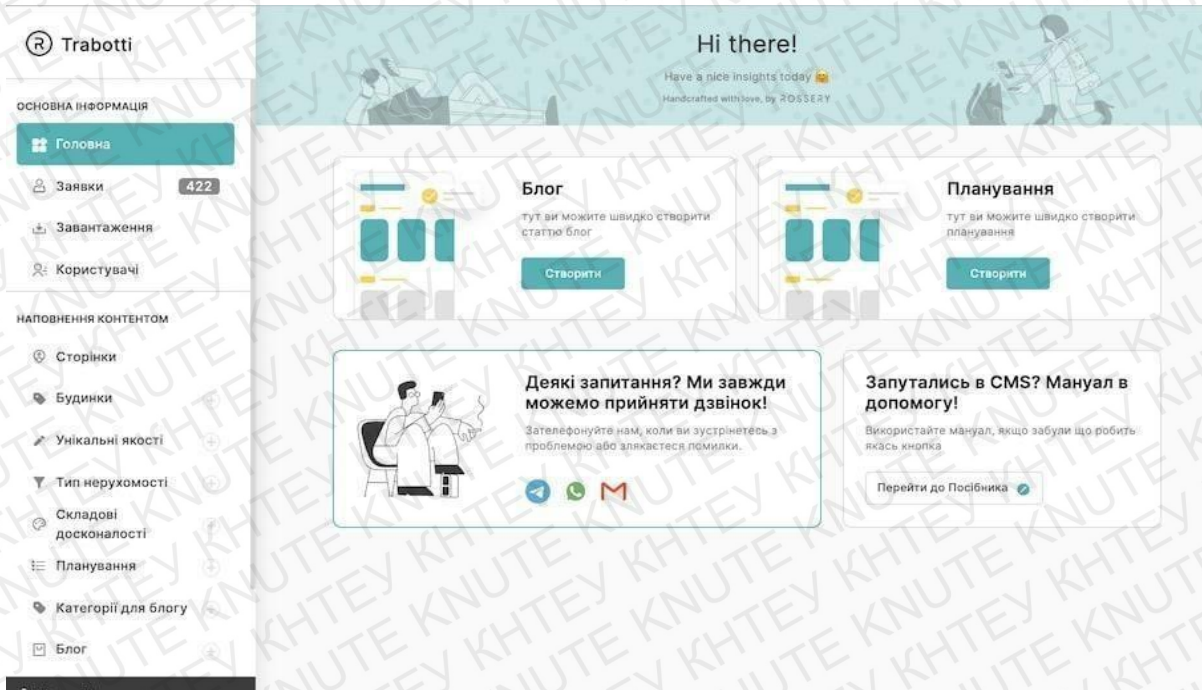 Trabotti
ОСНОВНА ІНФОРМАЦІЯ
Головна
Заявки 422
Завантаження
Користувачі
НАПОВНЕННЯ КОНТЕНТОМ
Сторінки
Будинки
Унікальні якості
Тип нерухомості
Складові
досконалості
Планування
Категорії для блогу
Блог
Hi there!
Have a nice insights today 🤗
Handcrafted with love, by ROSSERY
Блог
тут ви можите швидко створити
статтю блог
Створити
Планування
тут ви можите швидко створити
планування
Створити
Деякі запитання? Ми завжди
можемо прийняти дзвінок!
Зателефонуйте нам, коли ви зустрінетесь з
проблемою або злякаєтеся помилки.
Запутались в CMS? Мануал в
допомогу!
Використайте мануал, якщо забули що робить
якась кнопка
Перейти до Посібника
KNUTE KHTEY